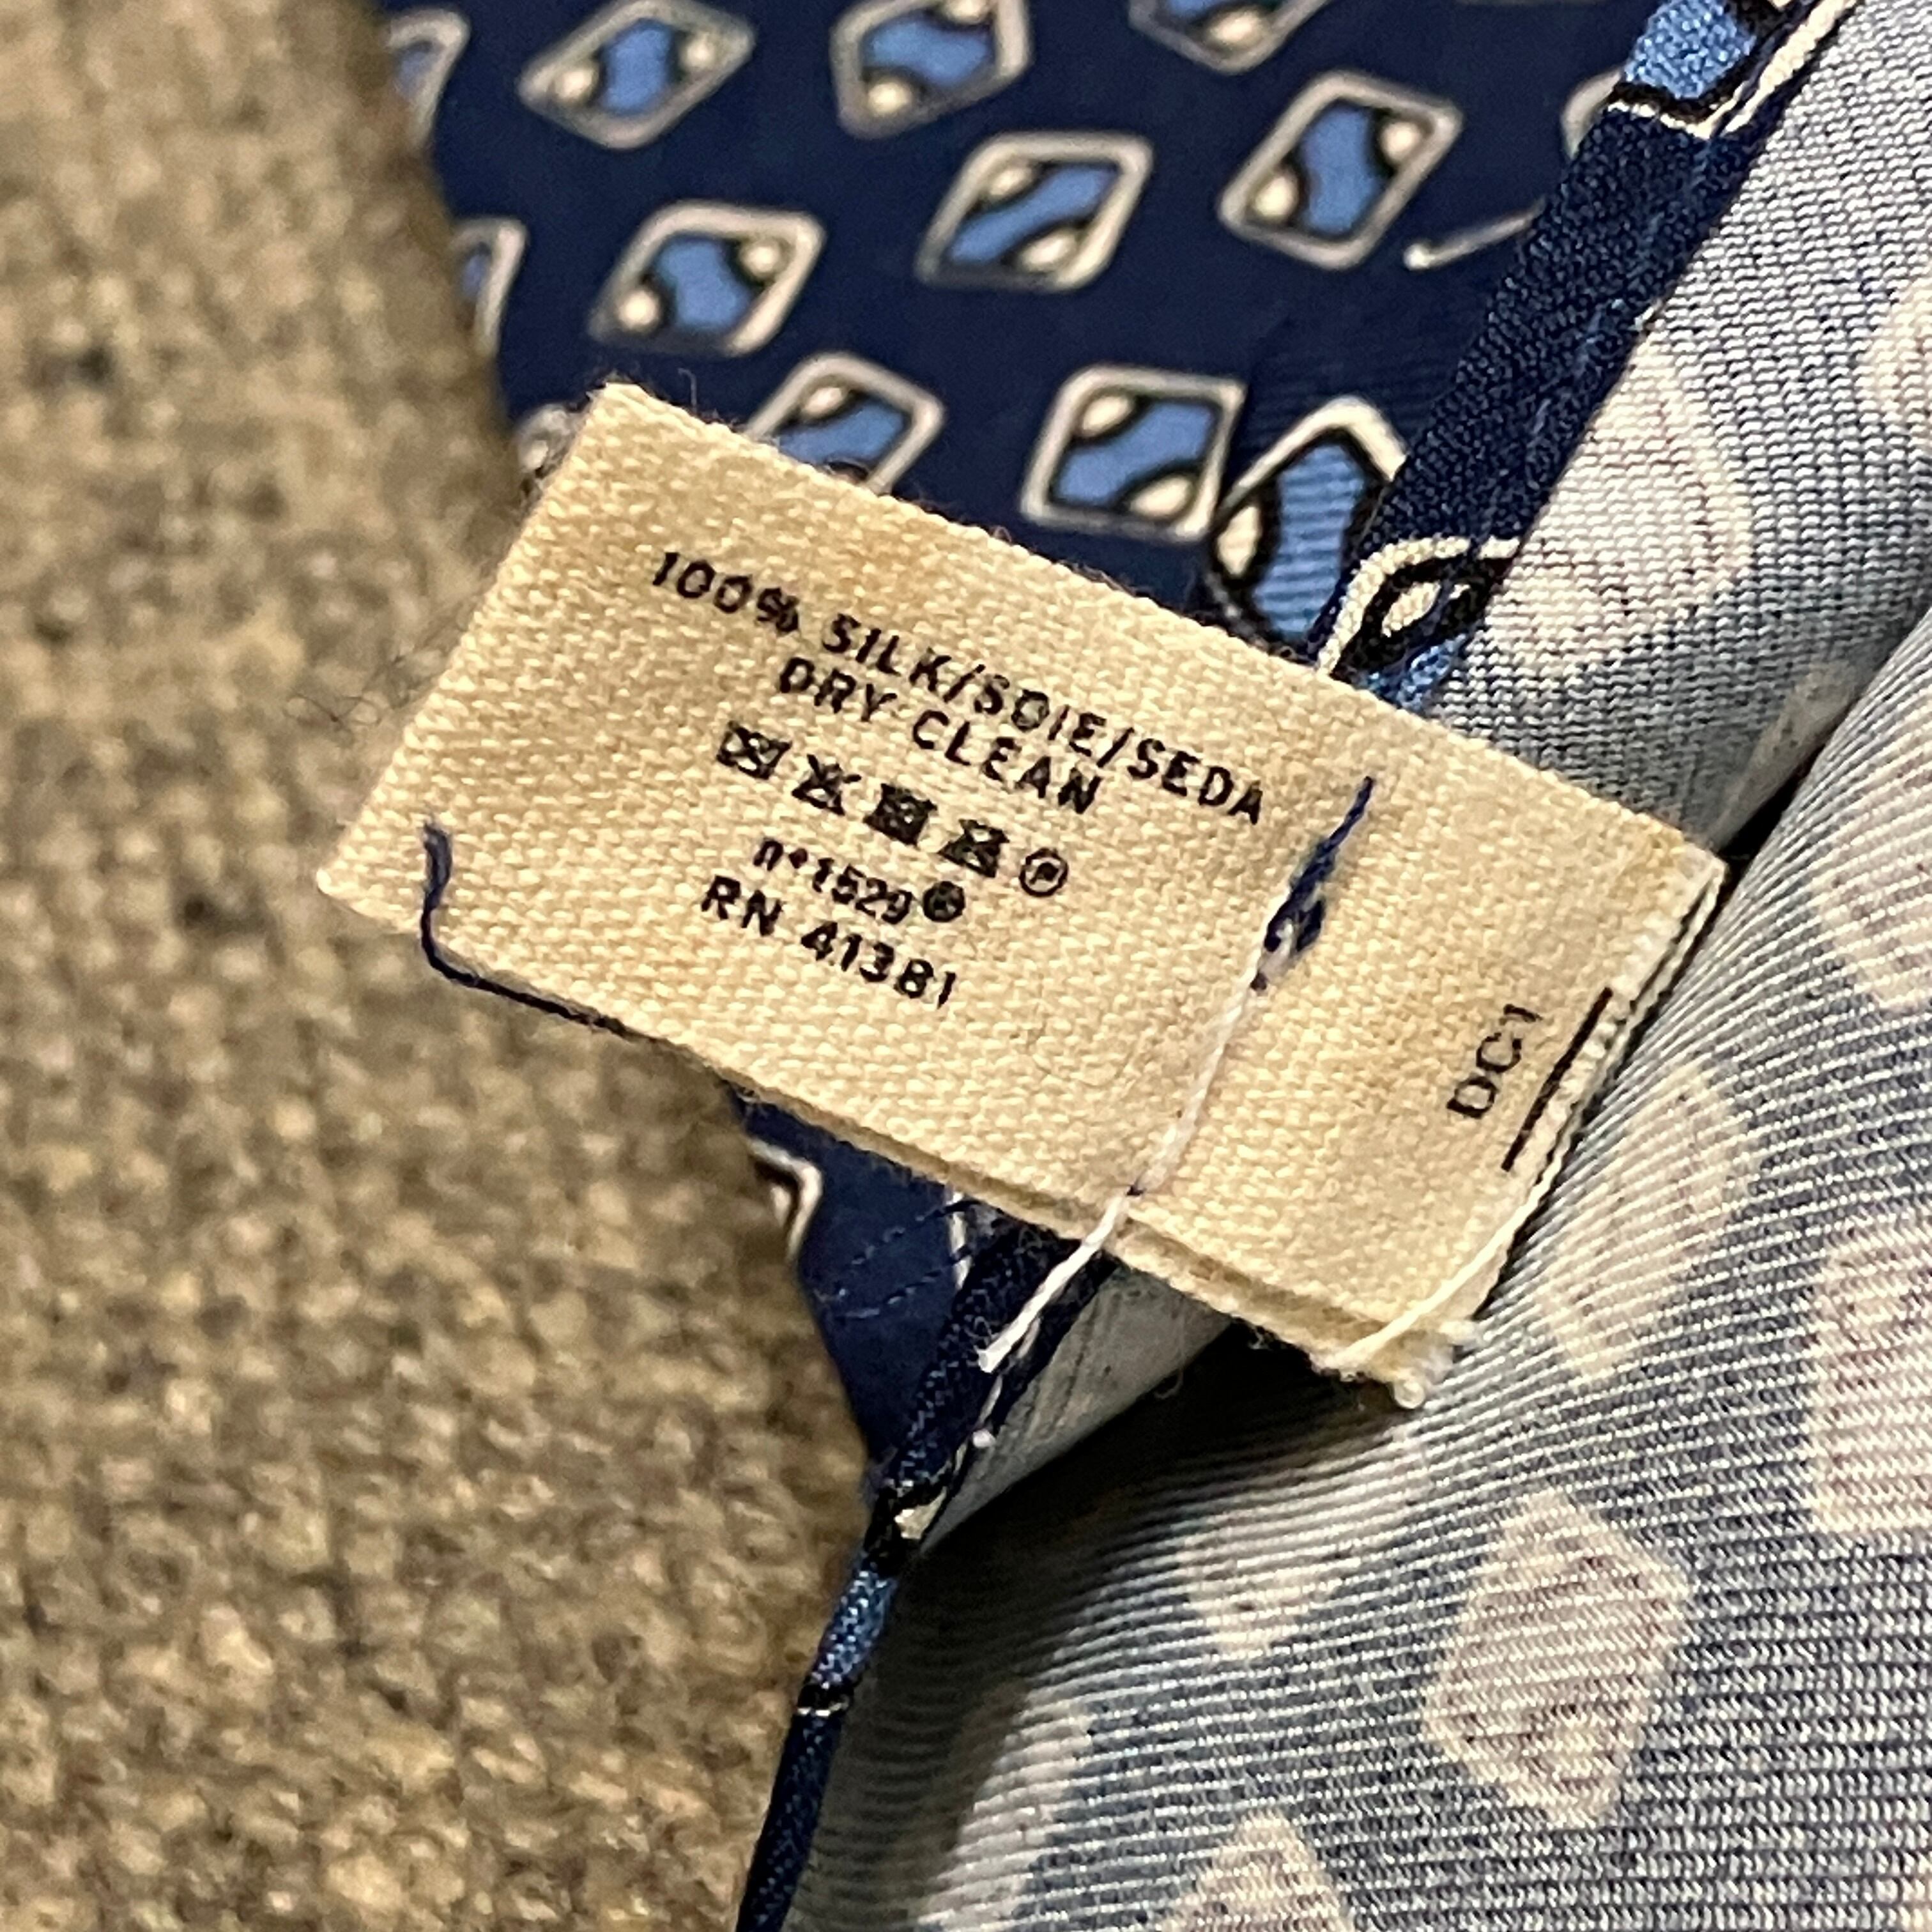 100% SILK/SOIE/SEDA
DRY CLEAN
Ⓟ
n°1529
RN 41381
DC1